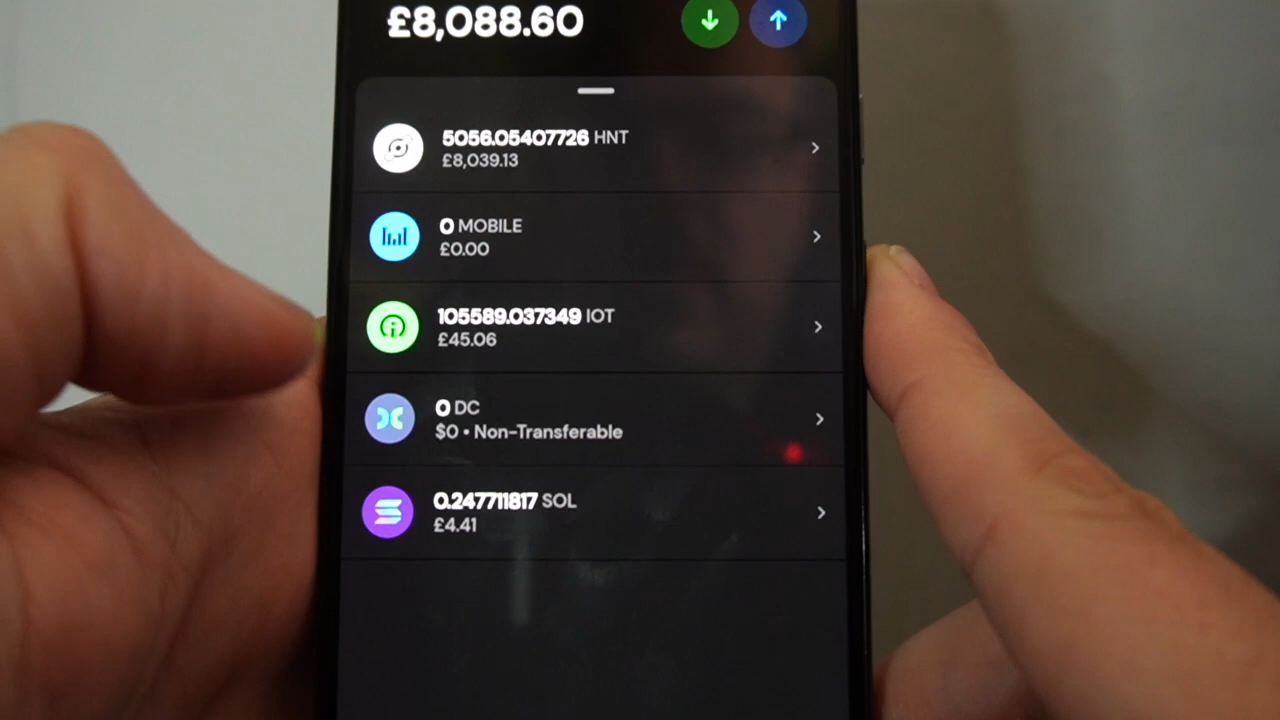 £8,088.60
5056.05407726 HNT
£8,039.13
0 MOBILE
£0.00
105589.037349 IOT
£45.06
0 DC
$0 • Non-Transferable
0.247711817 SOL
£4.41